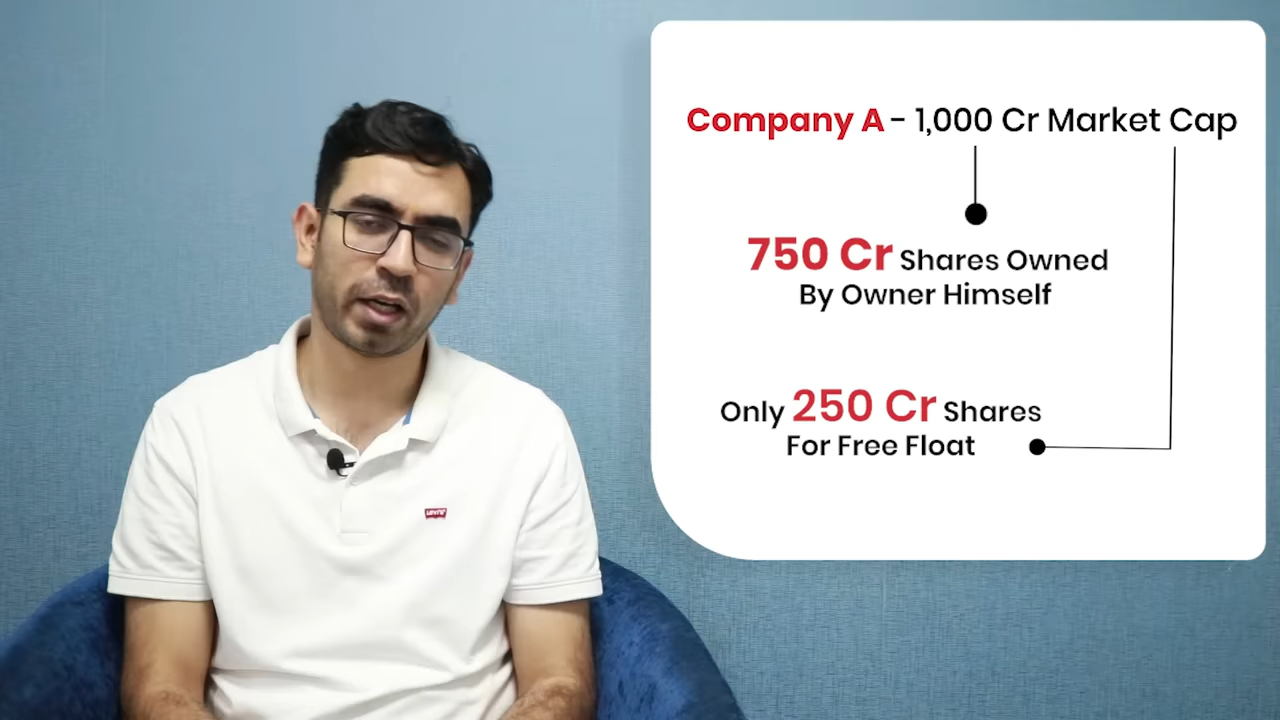 Company A - 1,000 Cr Market Cap
750 Cr Shares Owned
By Owner Himself
Only 250 Cr Shares
For Free Float
Levi's